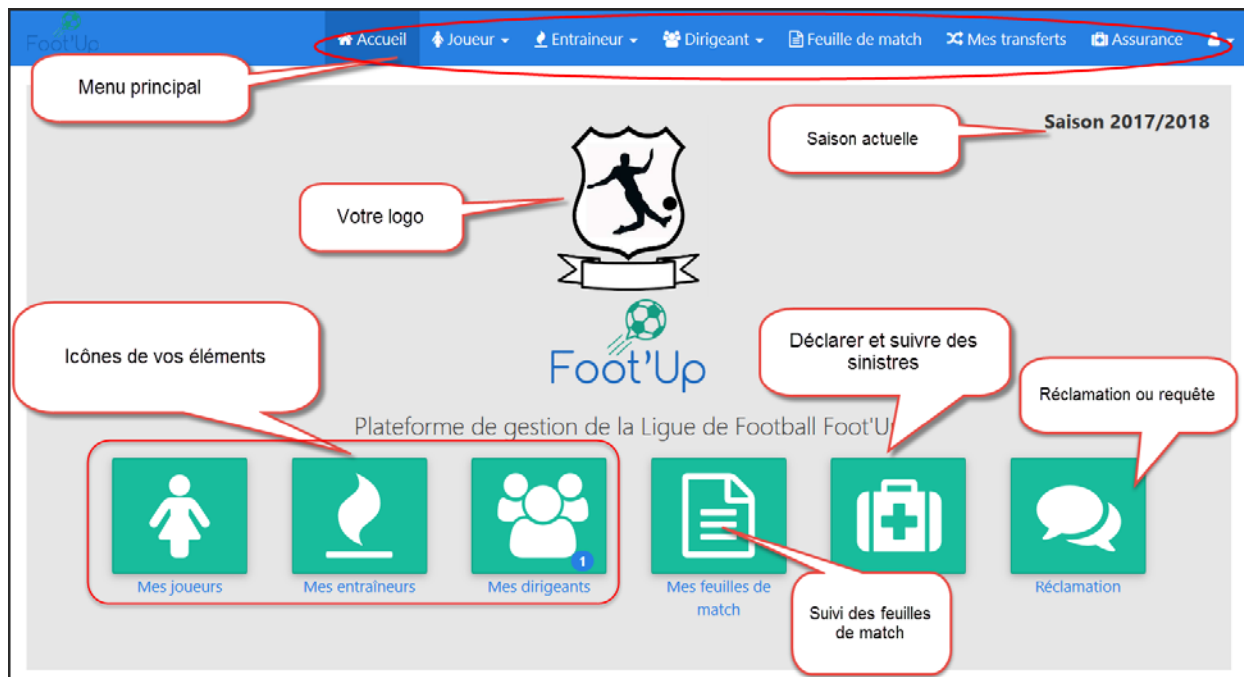 Foot'Up
Accueil Joueur Entraineur Dirigeant Feuille de match Mes transferts Assurance
Menu principal
Saison actuelle
Saison 2017/2018
Votre logo
Icônes de vos éléments
Foot'Up
Déclarer et suivre des
sinistres
Réclamation ou requête
Plateforme de gestion de la Ligue de Football Foot'U
1
Mes joueurs
Mes entraîneurs
Mes dirigeants
Mes feuilles de
match
Réclamation
Suivi des feuilles
de match